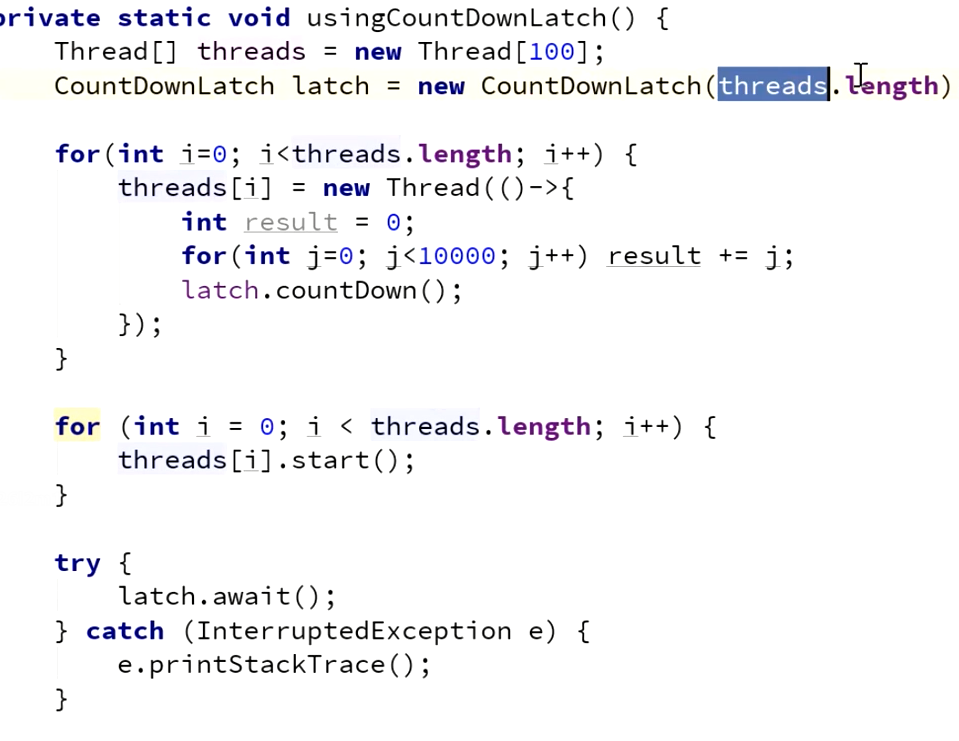 private static void usingCountDownLatch() {
Thread[] threads = new Thread[100];
CountDownLatch latch = new CountDownLatch(threads.length)
for(int i=0; i<threads.length; i++) {
threads[i] = new Thread(()->{
int result = 0;
for(int j=0; j<10000; j++) result += j;
latch.countDown();
});
}
for (int i = 0; i < threads.length; i++) {
threads[i].start();
}
try {
latch.await();
} catch (InterruptedException e) {
e.printStackTrace();
}